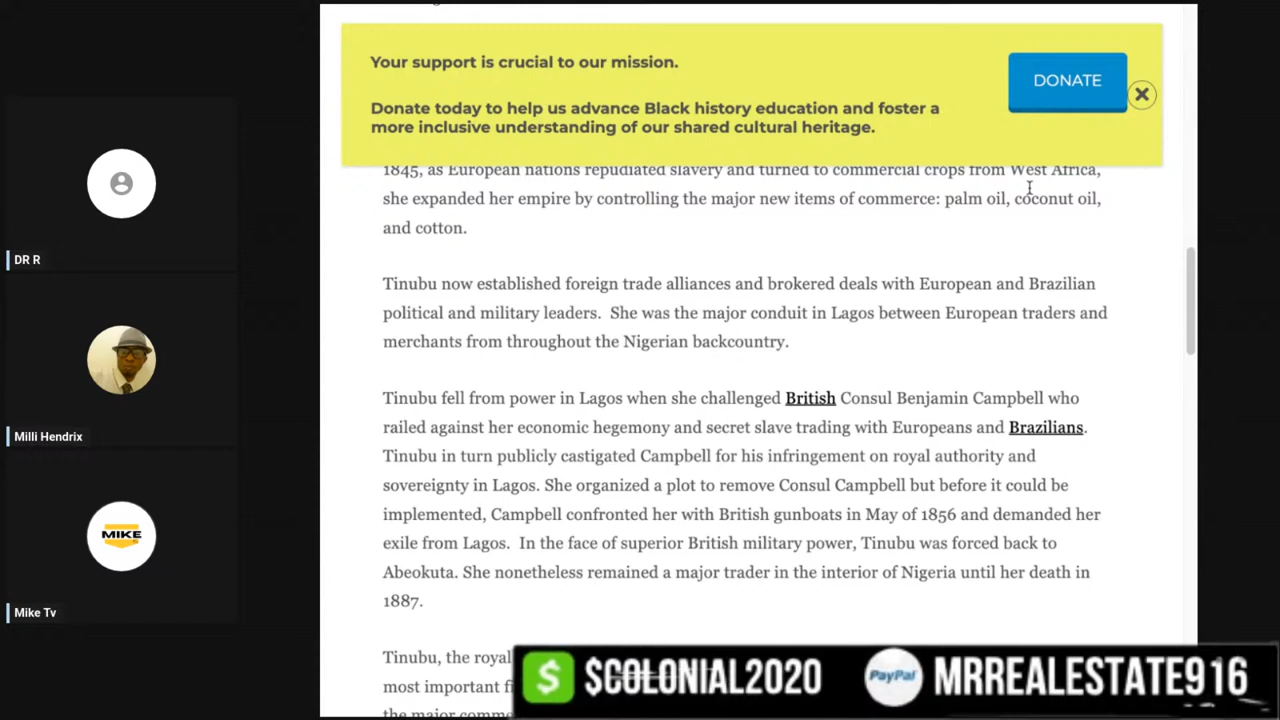 Your support is crucial to our mission.
DONATE
Donate today to help us advance Black history education and foster a
more inclusive understanding of our shared cultural heritage.
1845, as European nations repudiated slavery and turned to commercial crops from West Africa,
she expanded her empire by controlling the major new items of commerce: palm oil, coconut oil,
and cotton.
Tinubu now established foreign trade alliances and brokered deals with European and Brazilian
political and military leaders.  She was the major conduit in Lagos between European traders and
merchants from throughout the Nigerian backcountry.
Tinubu fell from power in Lagos when she challenged British Consul Benjamin Campbell who
railed against her economic hegemony and secret slave trading with Europeans and Brazilians.
Tinubu in turn publicly castigated Campbell for his infringement on royal authority and
sovereignty in Lagos. She organized a plot to remove Consul Campbell but before it could be
implemented, Campbell confronted her with British gunboats in May of 1856 and demanded her
exile from Lagos.  In the face of superior British military power, Tinubu was forced back to
Abeokuta. She nonetheless remained a major trader in the interior of Nigeria until her death in
1887.
Tinubu, the royal
most important
the major
DR R
Milli Hendrix
MIKE
Mike Tv
$ $COLONIAL2020
PayPal MRREALESTATE916